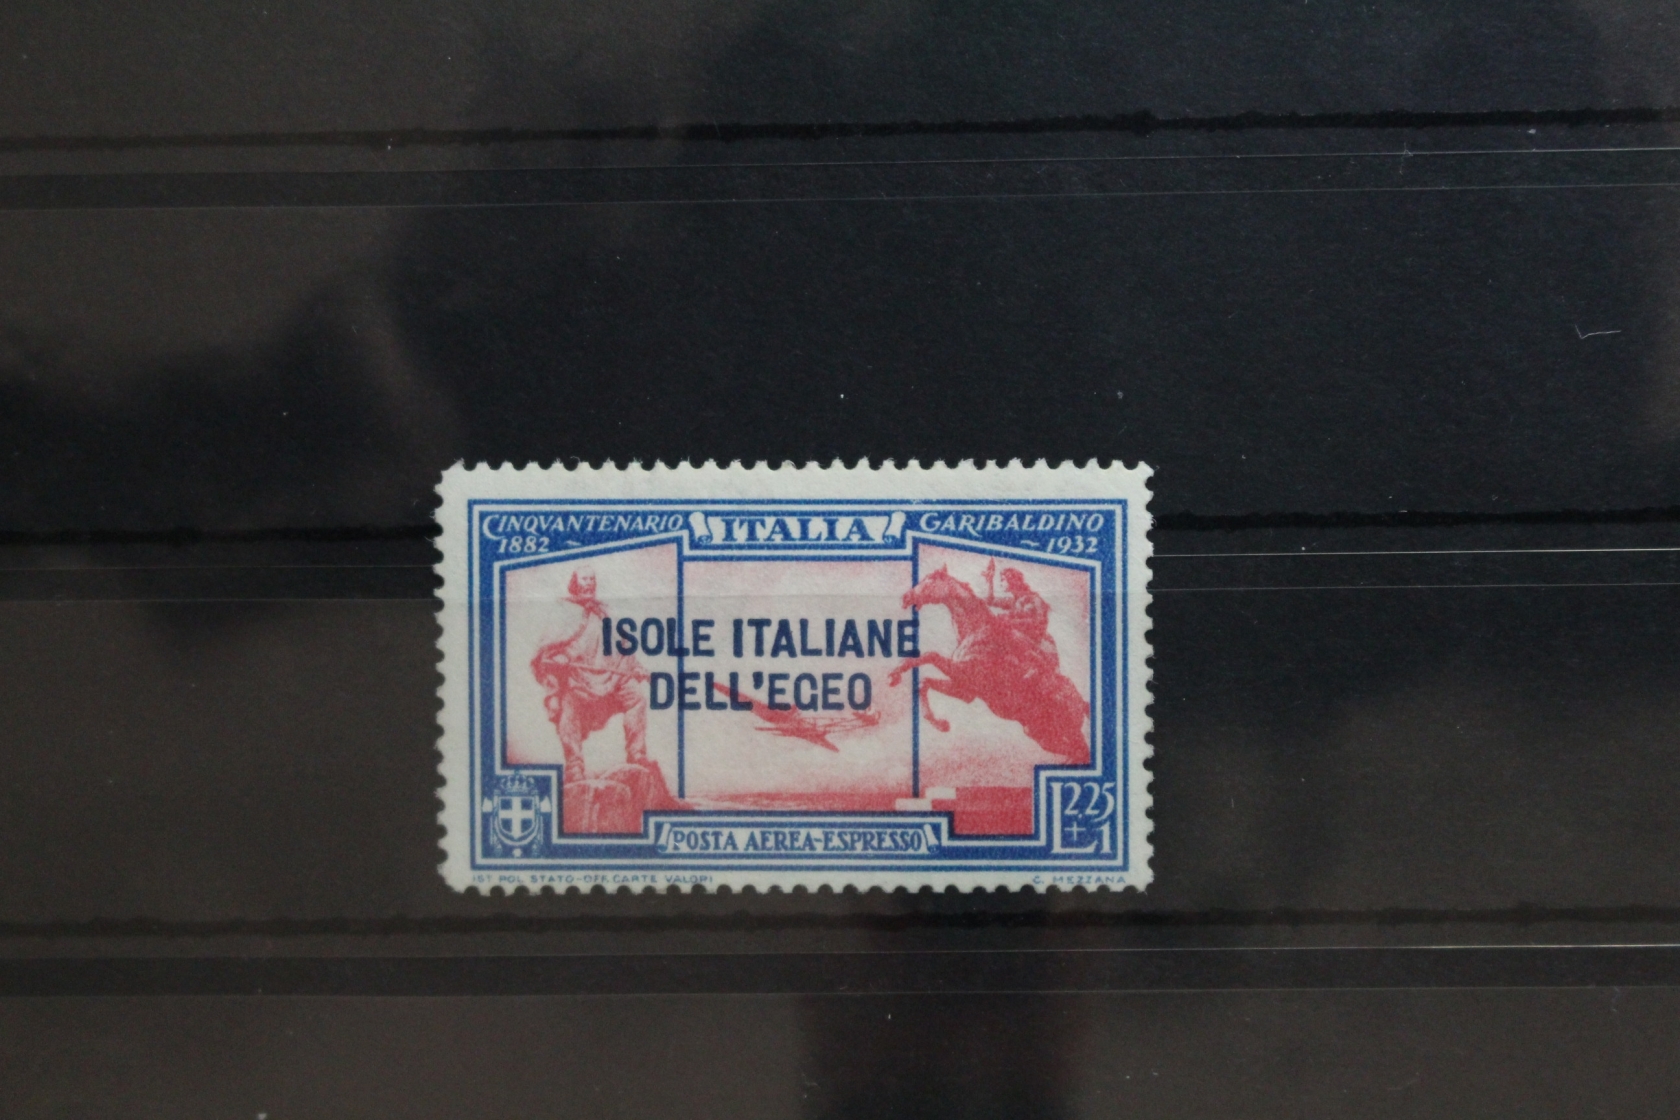 CINQVANTENARIO ITALIA GARIBALDINO
1882 ~ ~ 1932
ISOLE ITALIANE
DELL'EGEO
L 2,25
+ 1
POSTA AEREA-ESPRESSO
IST. POL. STATO-OFF. CARTE VALORI C. MEZZANA